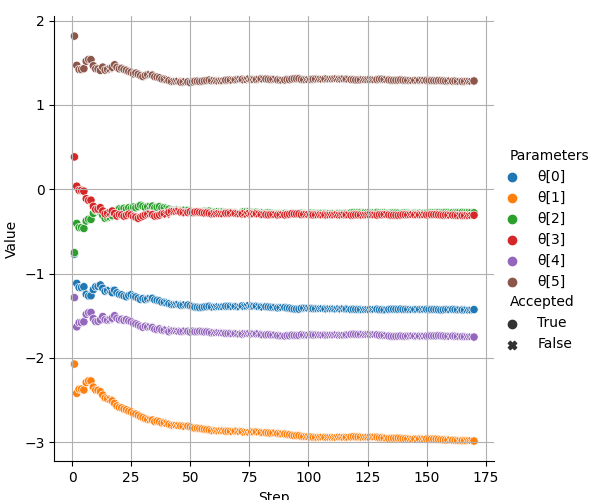 2
1
0
−1
−2
−3
Value
0
25
50
75
100
125
150
175
Step
Parameters
θ[0]
θ[1]
θ[2]
θ[3]
θ[4]
θ[5]
Accepted
True
False